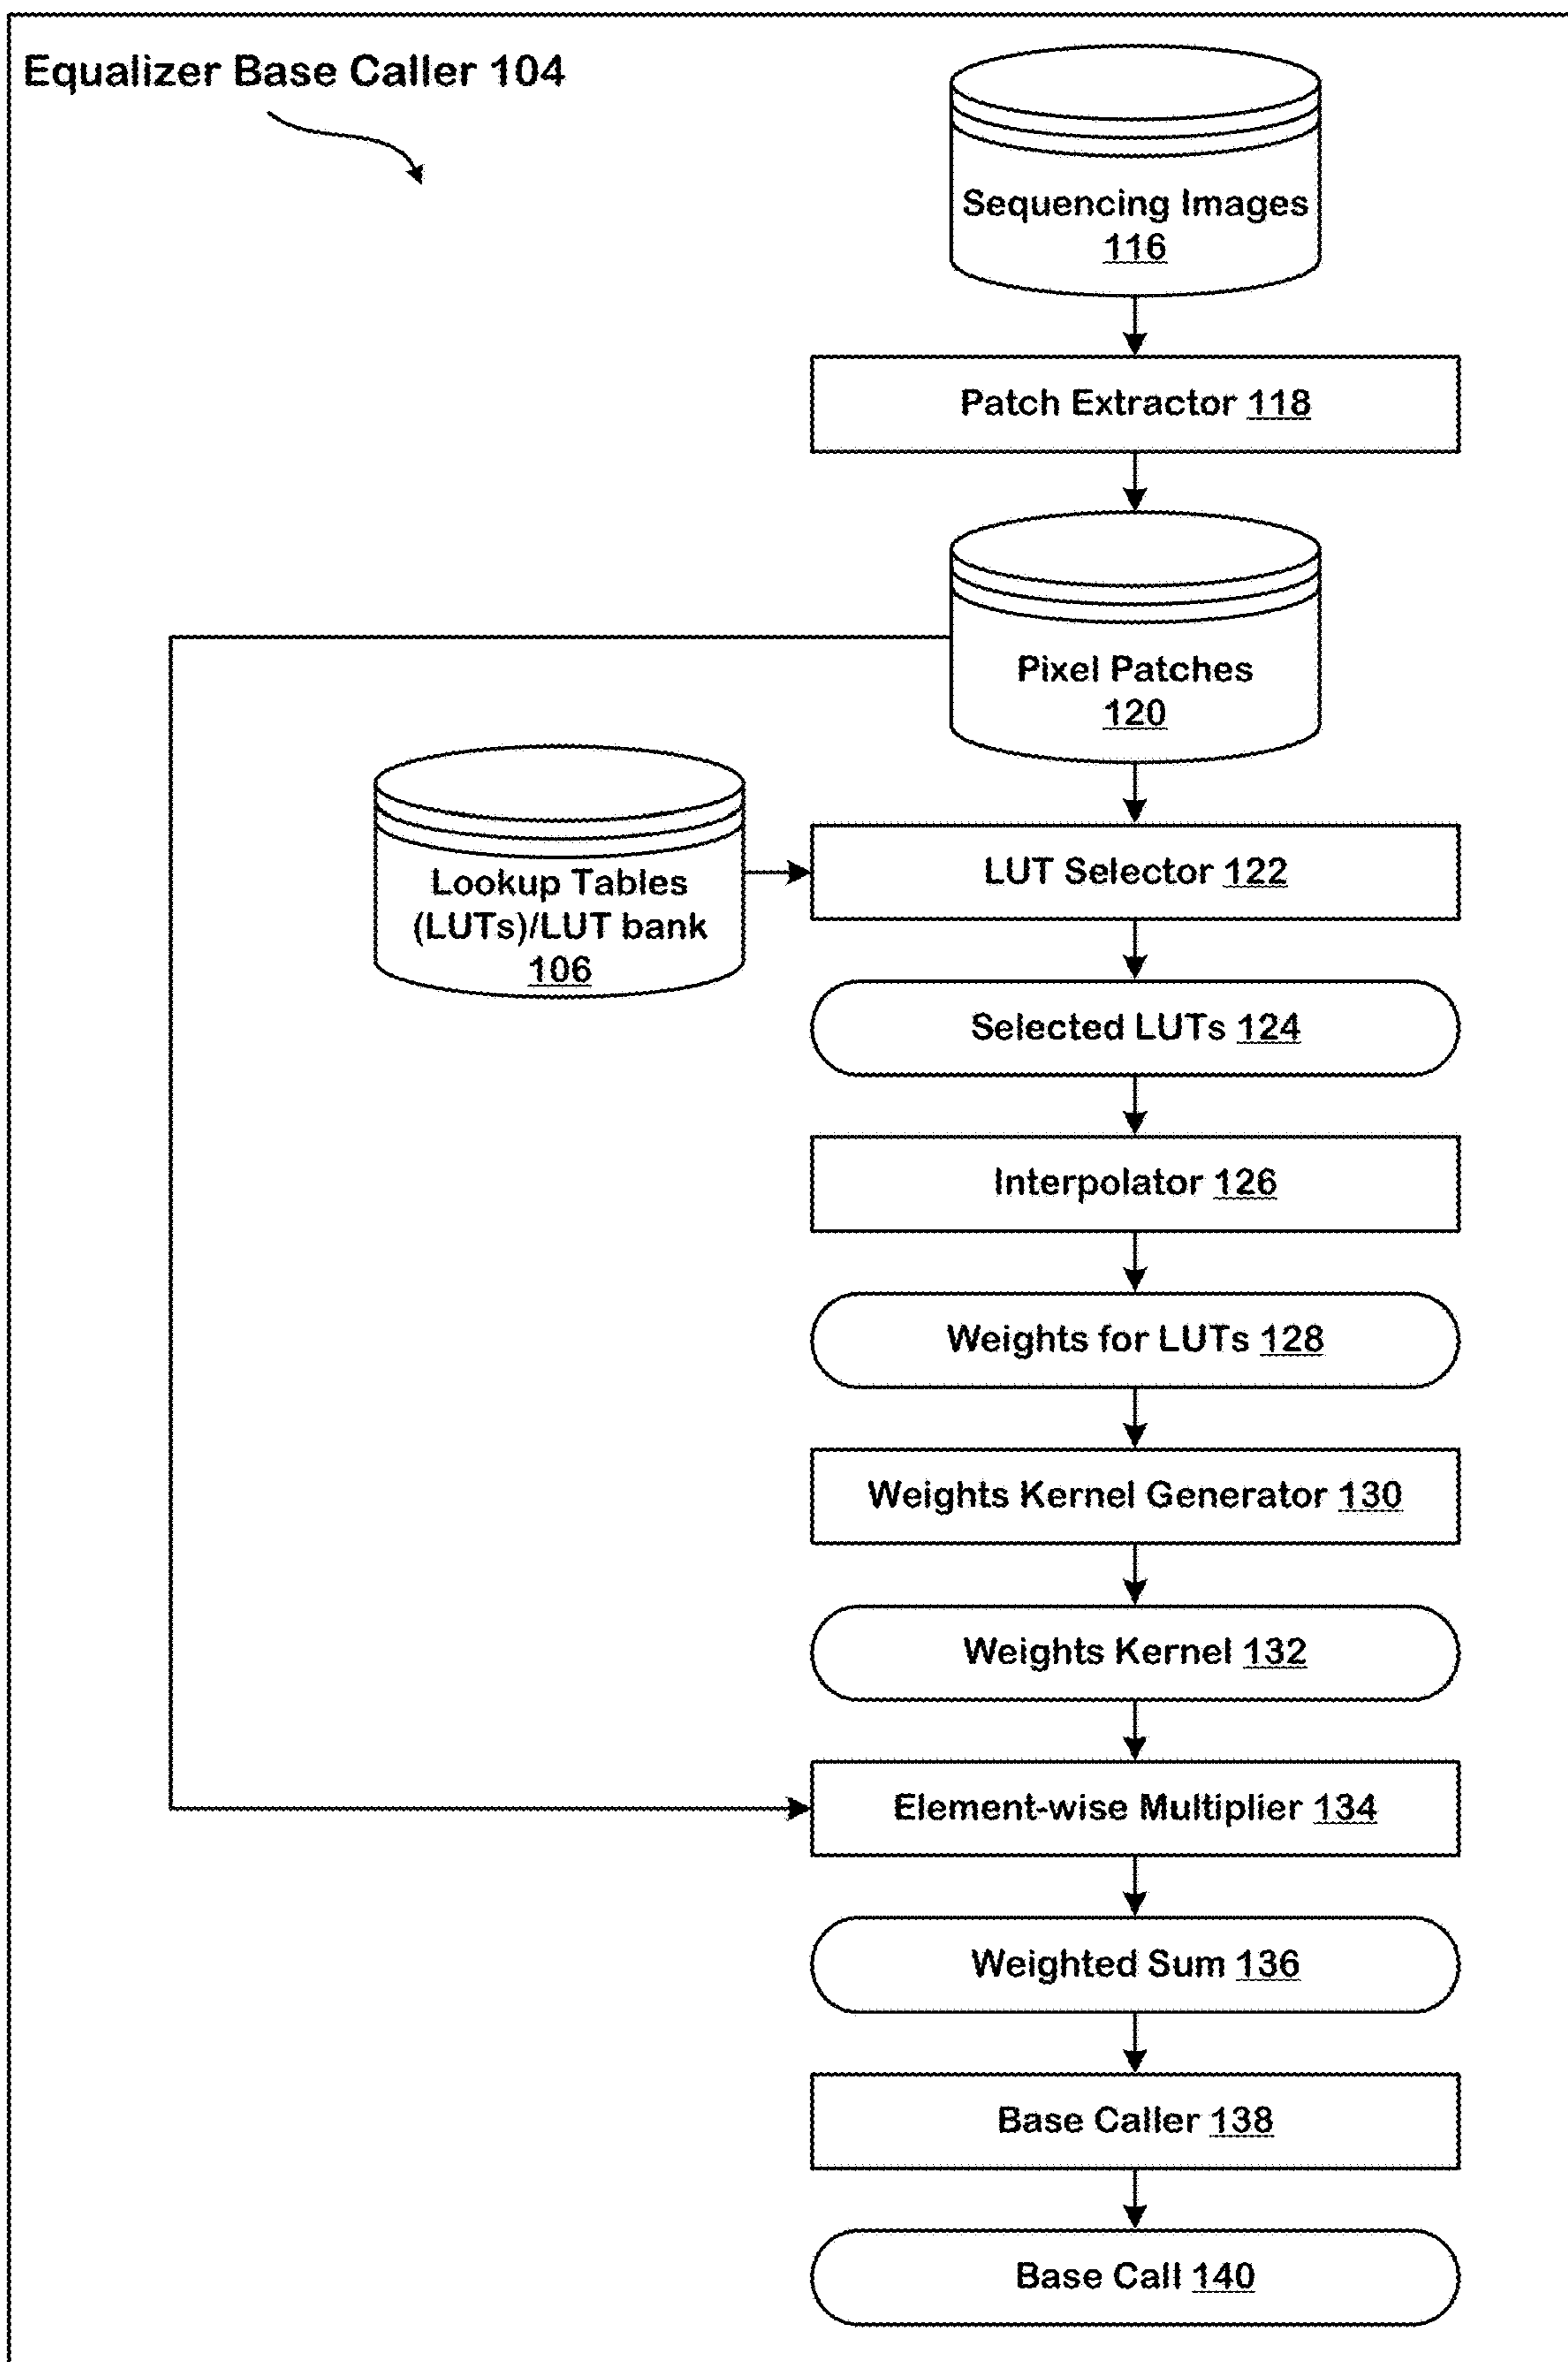 Equalizer Base Caller 104
Sequencing Images
116
Patch Extractor 118
Pixel Patches
120
Lookup Tables
(LUTs)/LUT bank
106
LUT Selector 122
Selected LUTs 124
Interpolator 126
Weights for LUTs 128
Weights Kernel Generator 130
Weights Kernel 132
Element-wise Multiplier 134
Weighted Sum 136
Base Caller 138
Base Call 140